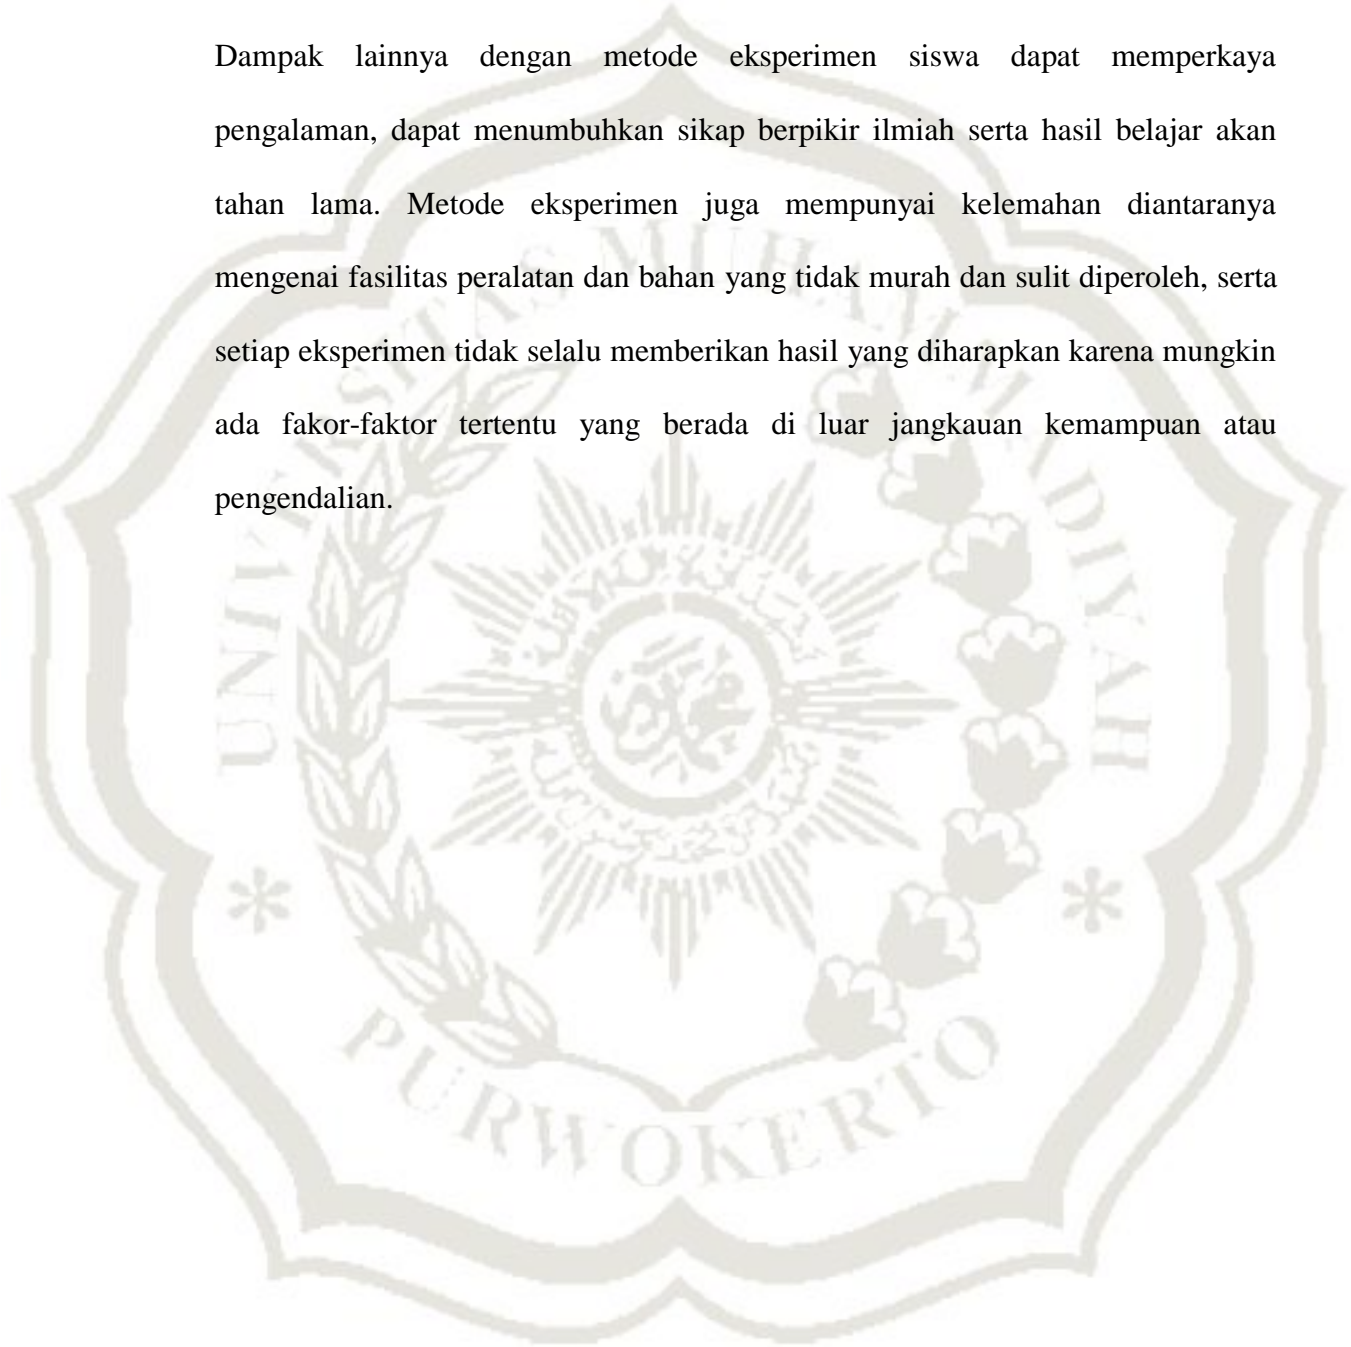 Dampak lainnya dengan metode eksperimen siswa dapat memperkaya
pengalaman, dapat menumbuhkan sikap berpikir ilmiah serta hasil belajar akan
tahan lama. Metode eksperimen juga mempunyai kelemahan diantaranya
mengenai fasilitas peralatan dan bahan yang tidak murah dan sulit diperoleh, serta
setiap eksperimen tidak selalu memberikan hasil yang diharapkan karena mungkin
ada fakor-faktor tertentu yang berada di luar jangkauan kemampuan atau
pengendalian.
UNIVERSITAS MUHAMMADIYAH
PURWOKERTO